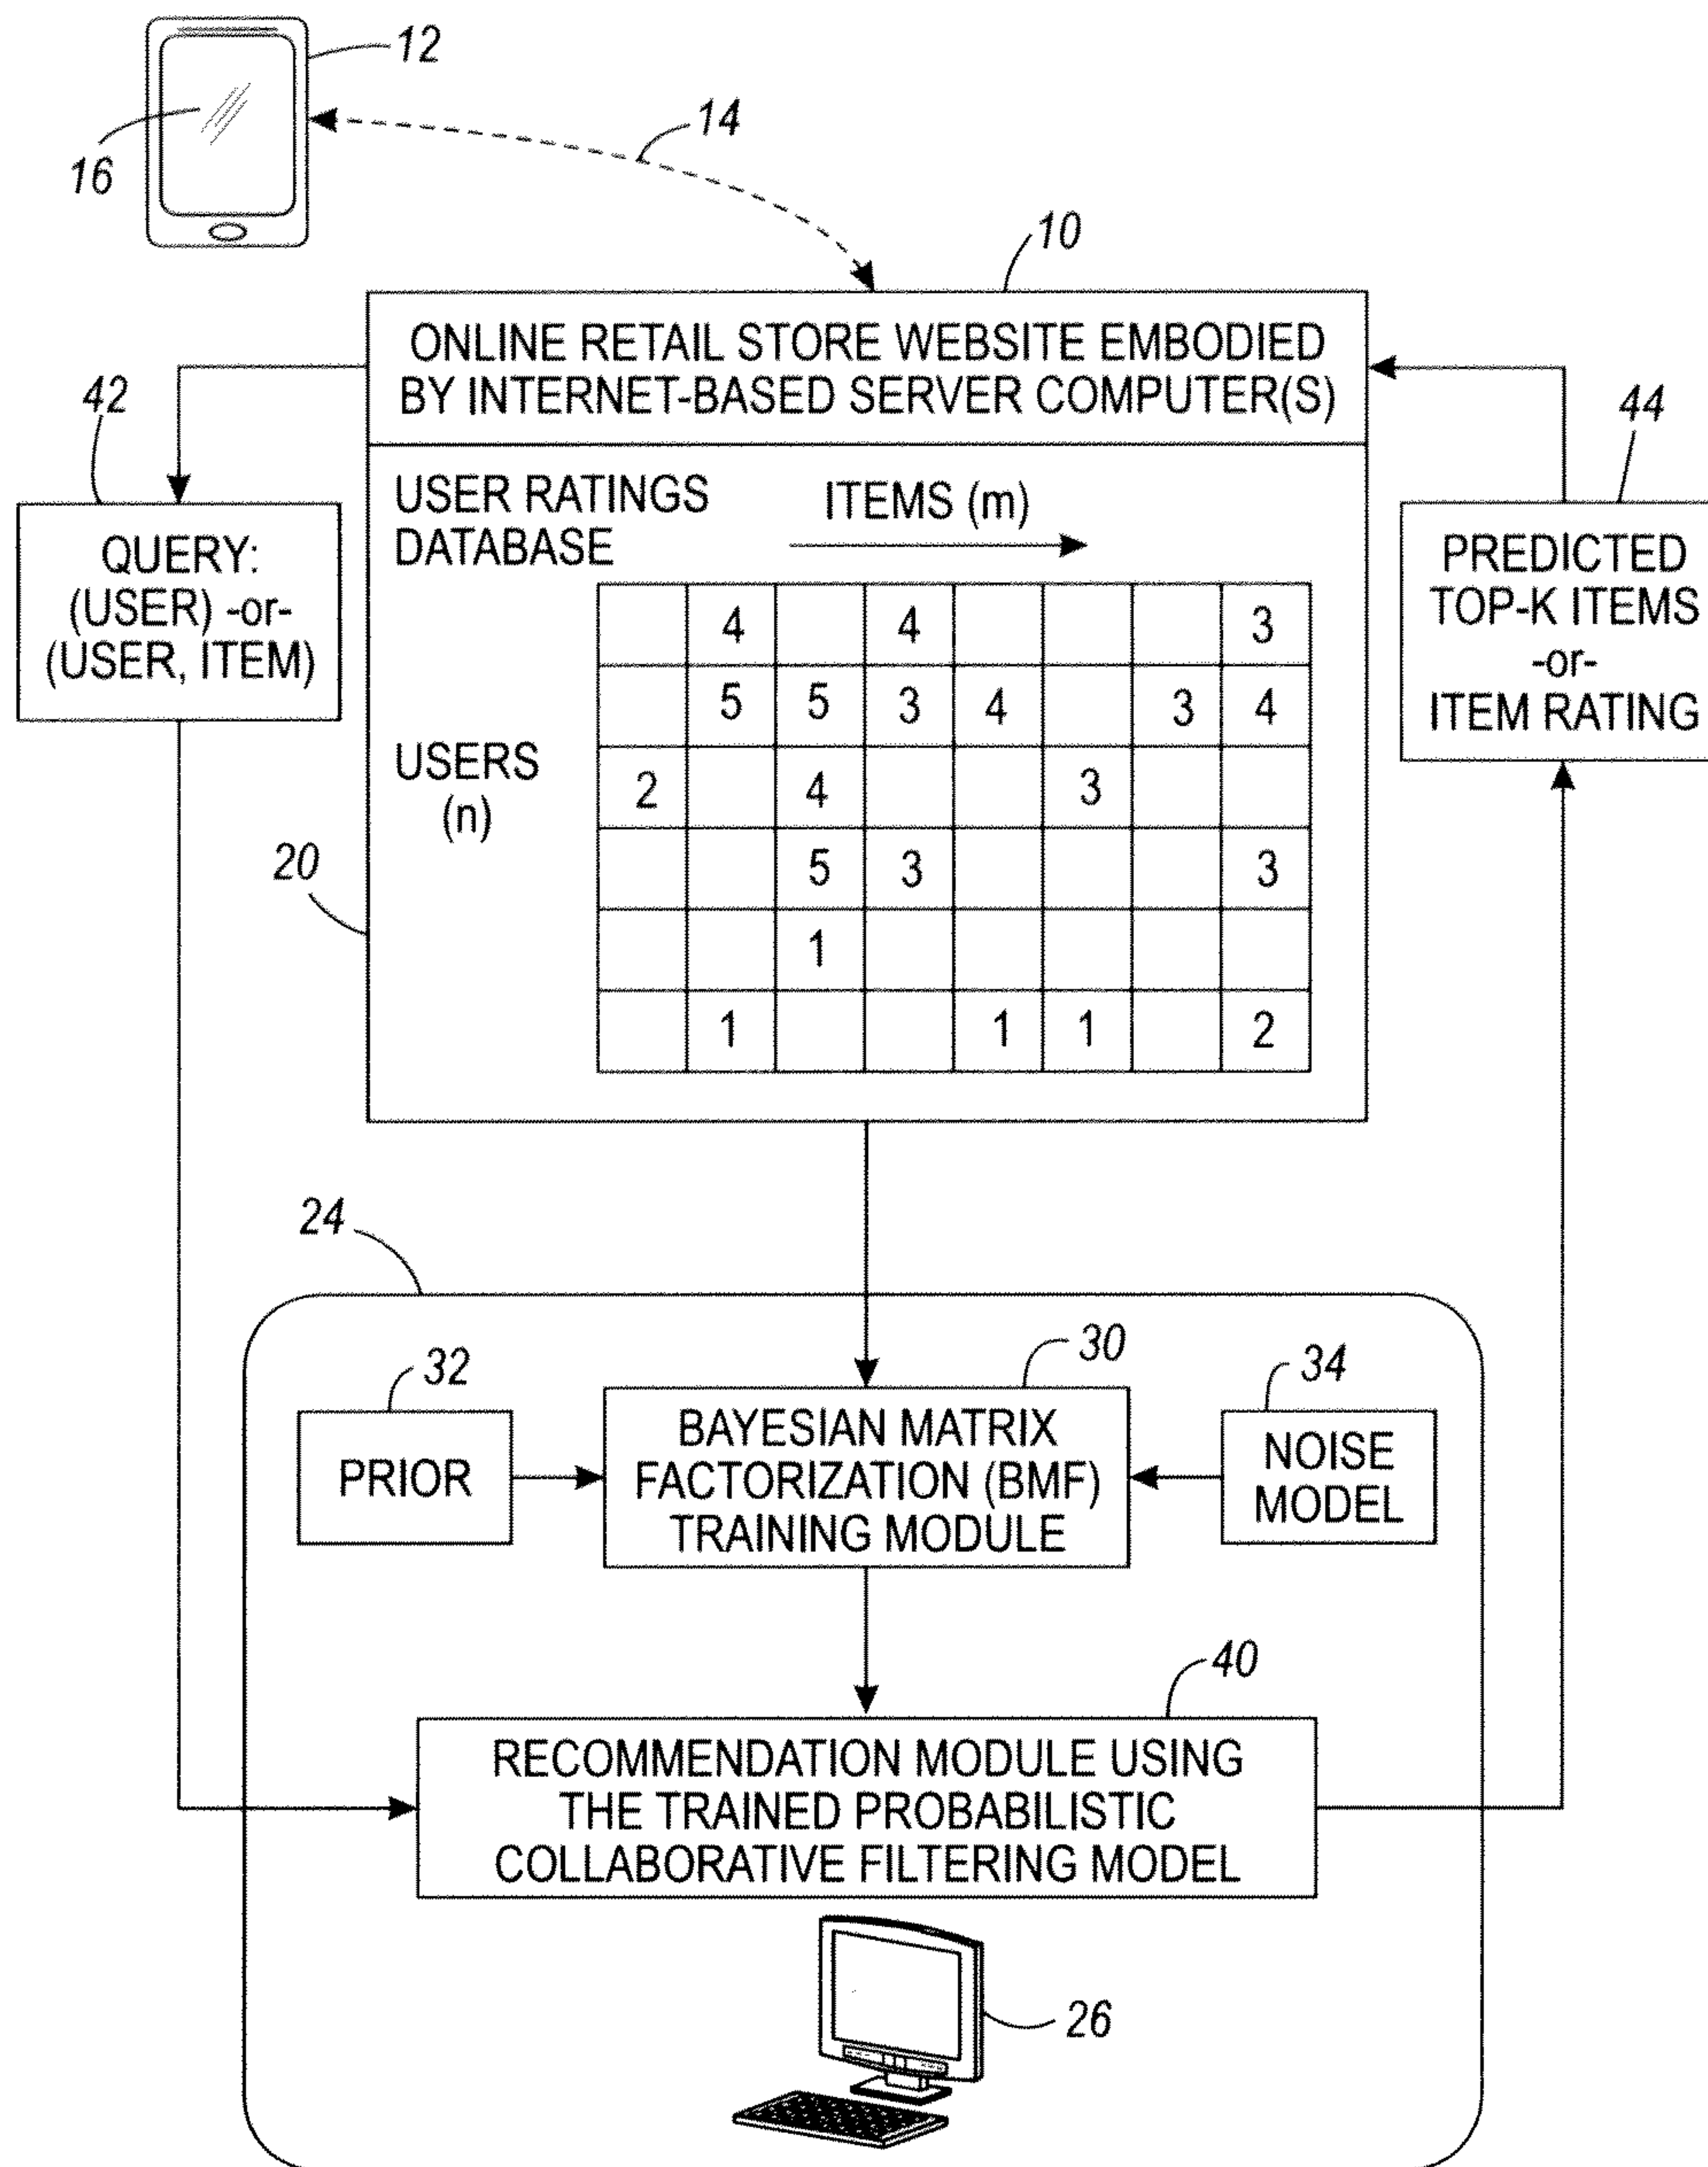 12
14
16
10
ONLINE RETAIL STORE WEBSITE EMBODIED
BY INTERNET-BASED SERVER COMPUTER(S)
42
QUERY:
(USER) -or-
(USER, ITEM)
44
PREDICTED
TOP-K ITEMS
-or-
ITEM RATING
USER RATINGS
DATABASE
ITEMS (m)
USERS
(n)
20
4 4 3
5 5 3 4 3 4
2 4 3
5 3 3
1
1 1 1 2
24
32
PRIOR
30
BAYESIAN MATRIX
FACTORIZATION (BMF)
TRAINING MODULE
34
NOISE
MODEL
40
RECOMMENDATION MODULE USING
THE TRAINED PROBABILISTIC
COLLABORATIVE FILTERING MODEL
26